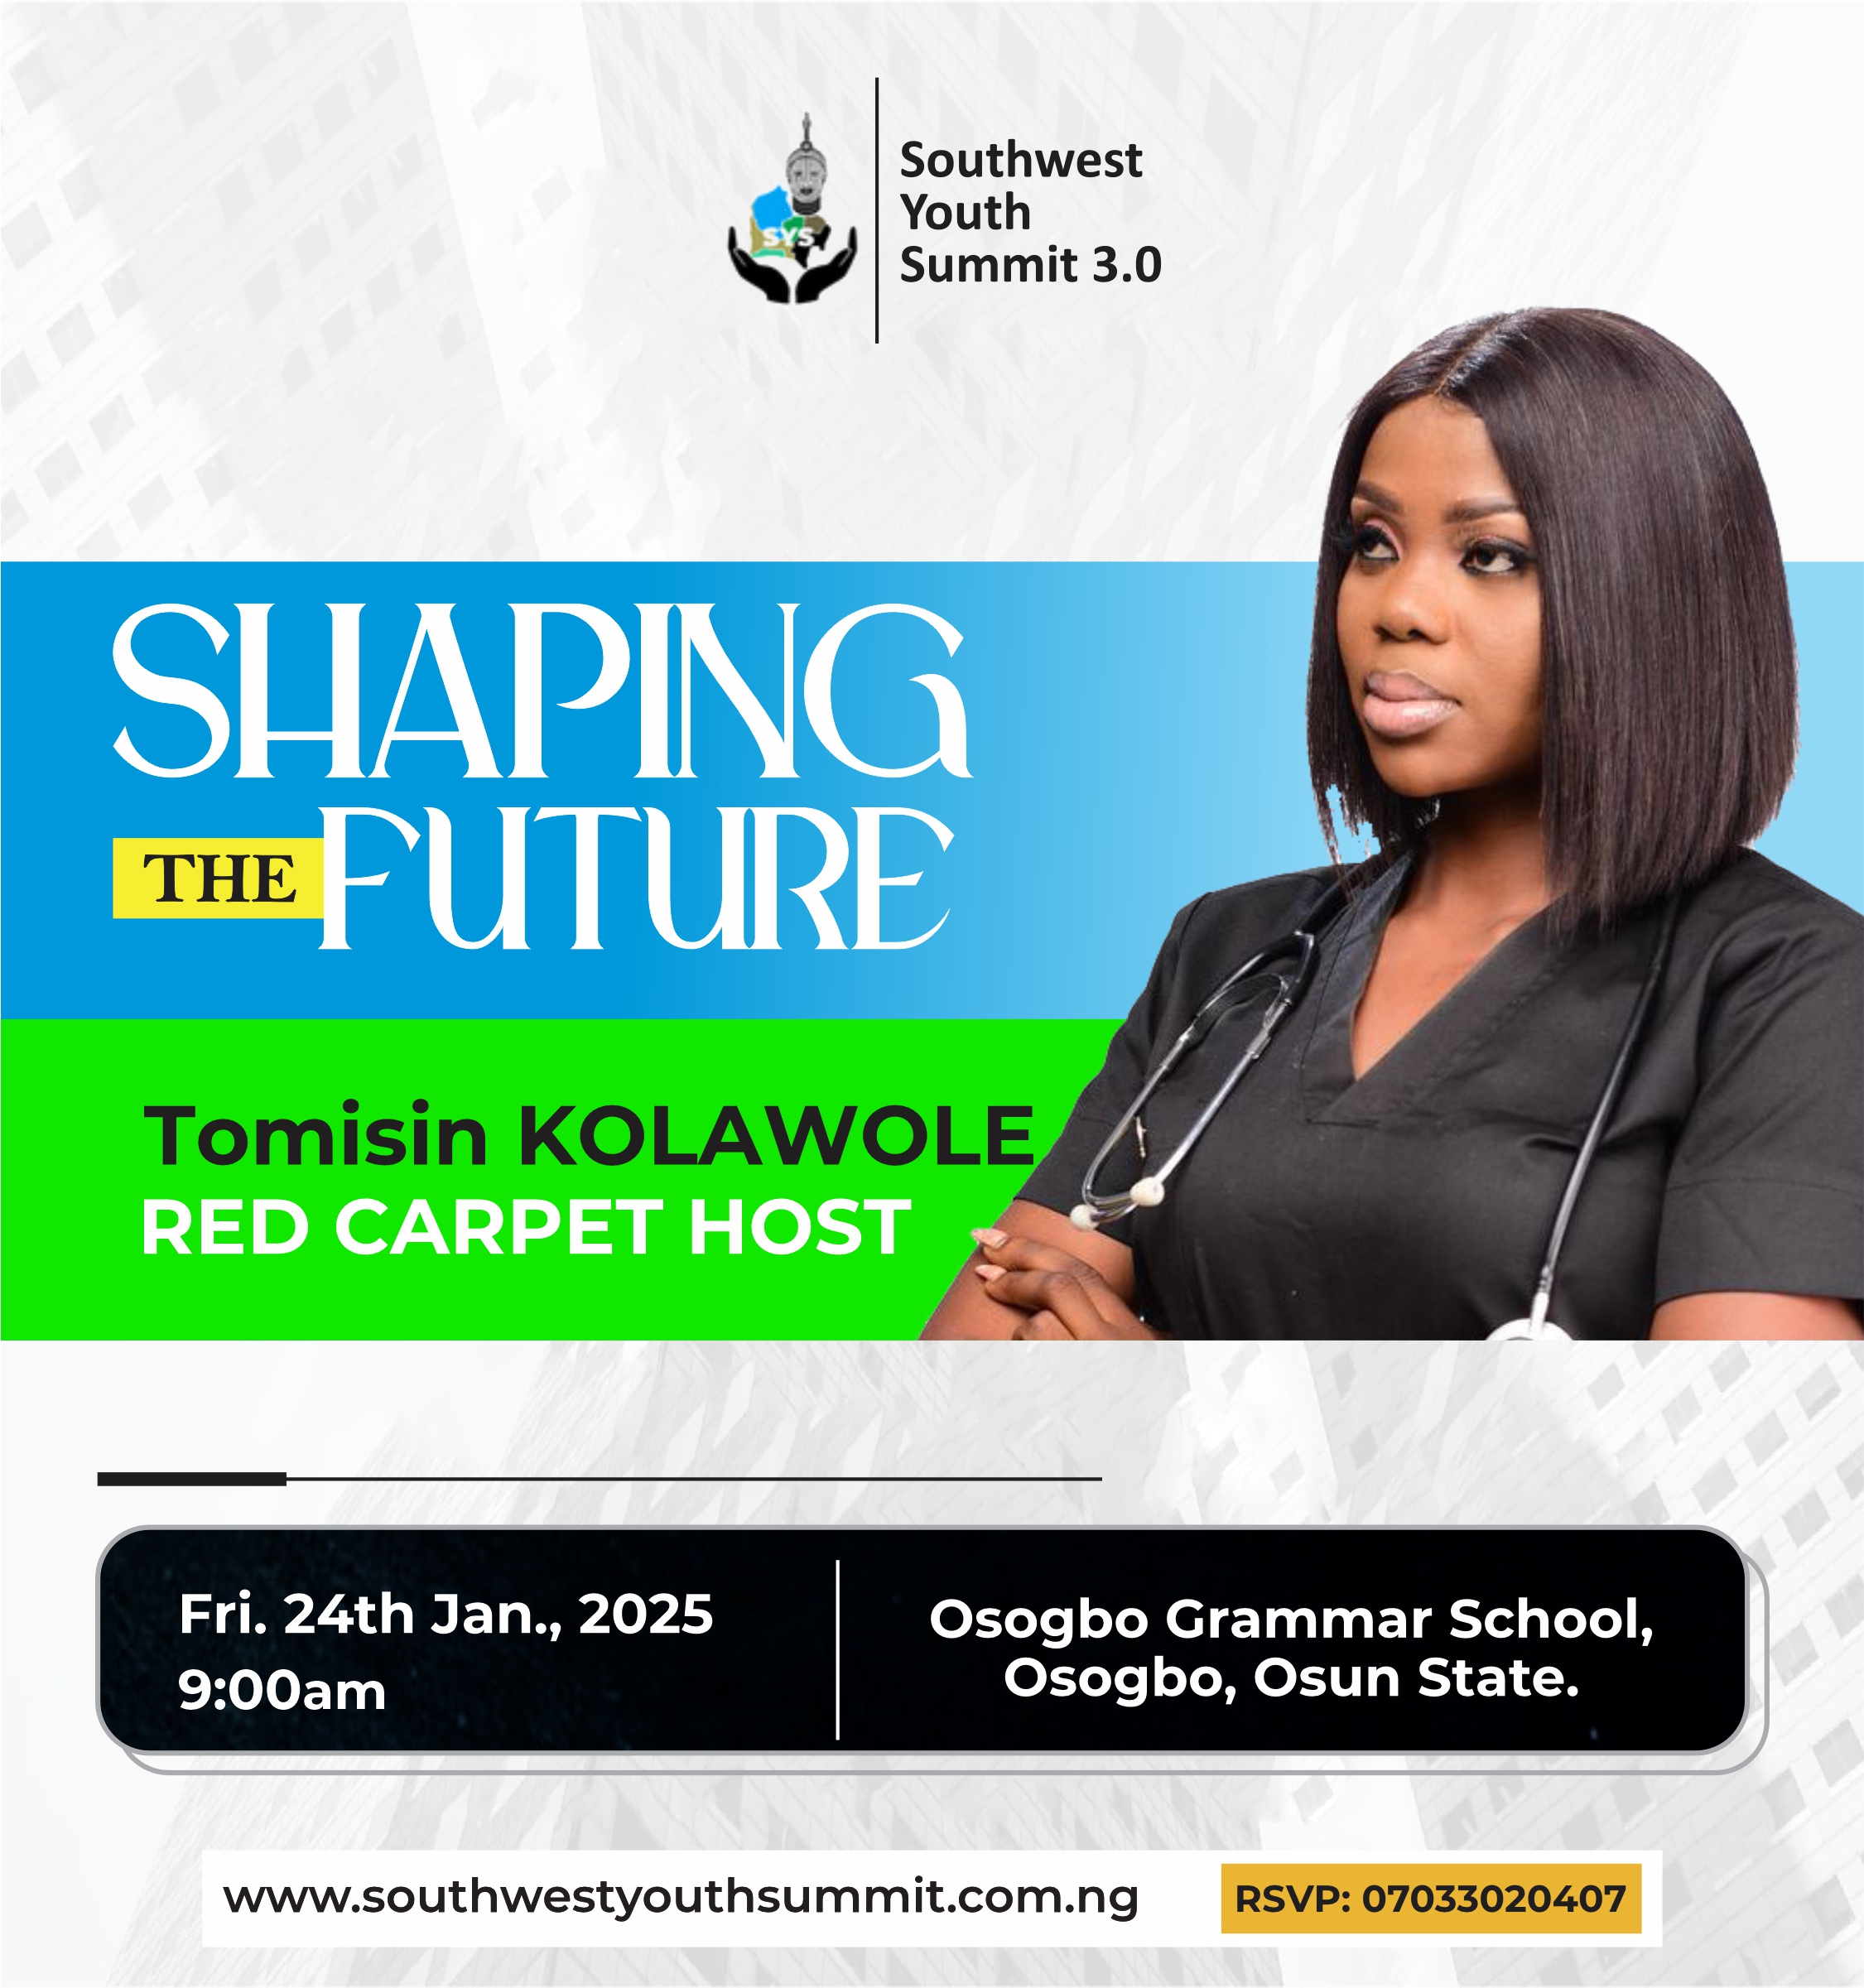 SYS
Southwest
Youth
Summit 3.0
SHAPING
THE FUTURE
Tomisin KOLAWOLE
RED CARPET HOST
Fri. 24th Jan., 2025
9:00am
Osogbo Grammar School,
Osogbo, Osun State.
www.southwestyouthsummit.com.ng
RSVP: 07033020407